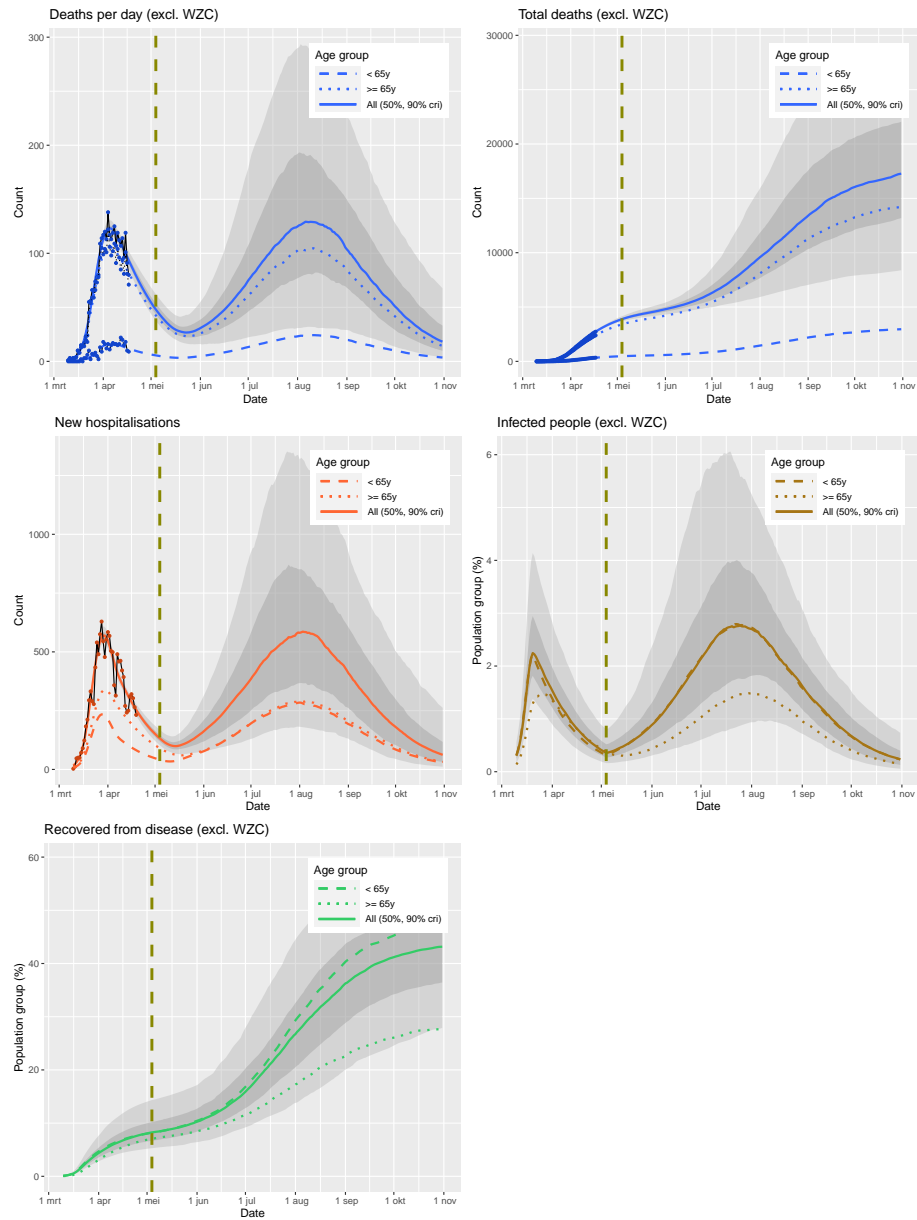 Deaths per day (excl. WZC)
300
200
100
0
Count
Age group
< 65y
>= 65y
All (50%, 90% cri)
1 mrt 1 apr 1 mei 1 jun 1 jul 1 aug 1 sep 1 okt 1 nov
Date
Total deaths (excl. WZC)
30000
20000
10000
0
Count
Age group
< 65y
>= 65y
All (50%, 90% cri)
1 mrt 1 apr 1 mei 1 jun 1 jul 1 aug 1 sep 1 okt 1 nov
Date
New hospitalisations
1000
500
0
Count
Age group
< 65y
>= 65y
All (50%, 90% cri)
1 mrt 1 apr 1 mei 1 jun 1 jul 1 aug 1 sep 1 okt 1 nov
Date
Infected people (excl. WZC)
6
4
2
0
Population group (%)
Age group
< 65y
>= 65y
All (50%, 90% cri)
1 mrt 1 apr 1 mei 1 jun 1 jul 1 aug 1 sep 1 okt 1 nov
Date
Recovered from disease (excl. WZC)
60
40
20
0
Population group (%)
Age group
< 65y
>= 65y
All (50%, 90% cri)
1 mrt 1 apr 1 mei 1 jun 1 jul 1 aug 1 sep 1 okt 1 nov
Date